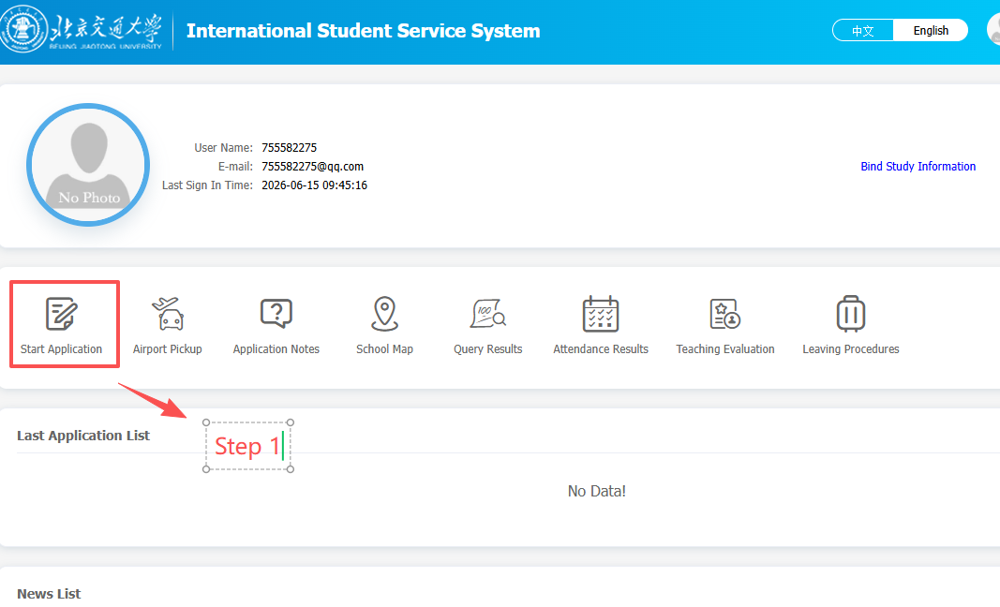 北京交通大学
BEIJING JIAOTONG UNIVERSITY
International Student Service System
中文
English
No Photo
User Name: 755582275
E-mail: 755582275@qq.com
Last Sign In Time: 2026-06-15 09:45:16
Bind Study Information
Start Application
Airport Pickup
Application Notes
School Map
100
Query Results
Attendance Results
Teaching Evaluation
Leaving Procedures
Last Application List
Step 1
No Data!
News List